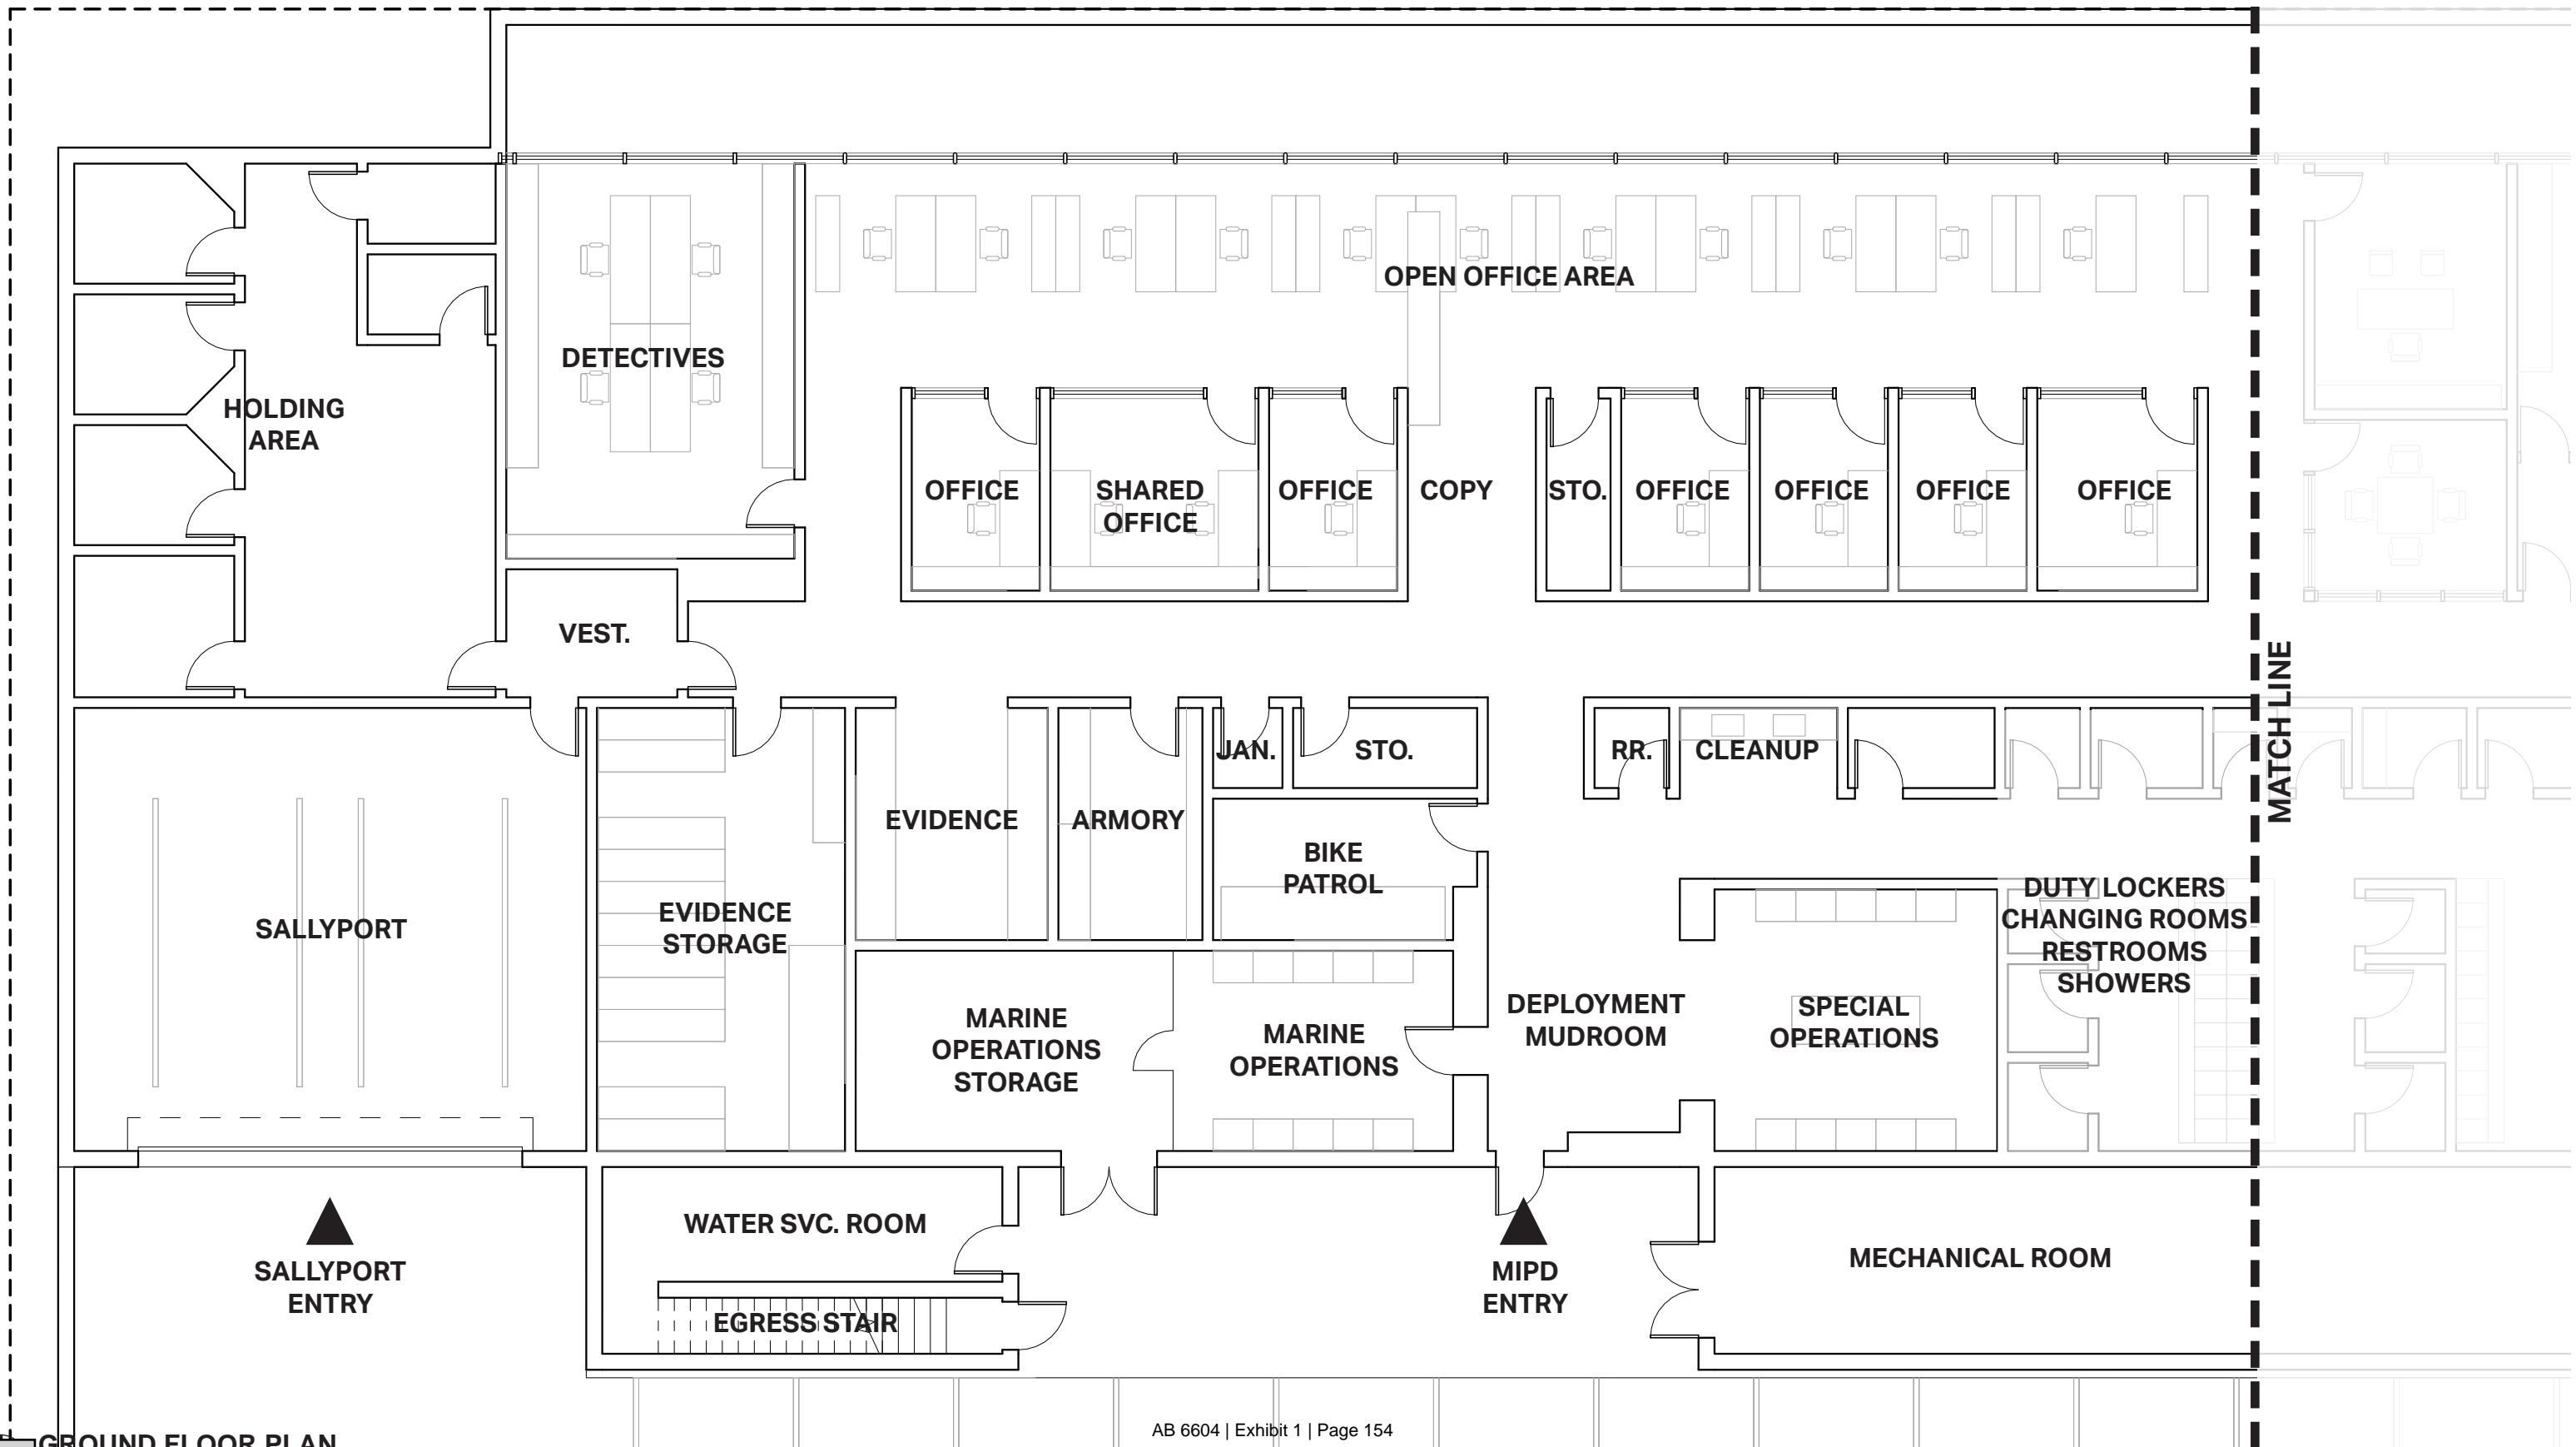 OPEN OFFICE AREA
DETECTIVES
HOLDING
AREA
OFFICE
SHARED
OFFICE
OFFICE
COPY
STO.
OFFICE
OFFICE
OFFICE
OFFICE
VEST.
MATCH LINE
JAN.
STO.
RR.
CLEANUP
EVIDENCE
ARMORY
BIKE
PATROL
SALLYPORT
EVIDENCE
STORAGE
DUTY LOCKERS
CHANGING ROOMS
RESTROOMS
SHOWERS
MARINE
OPERATIONS
STORAGE
MARINE
OPERATIONS
DEPLOYMENT
MUDROOM
SPECIAL
OPERATIONS
WATER SVC. ROOM
SALLYPORT
ENTRY
MIPD
ENTRY
MECHANICAL ROOM
EGRESS STAIR
AB 6604 | Exhibit 1 | Page 154
GROUND FLOOR PLAN